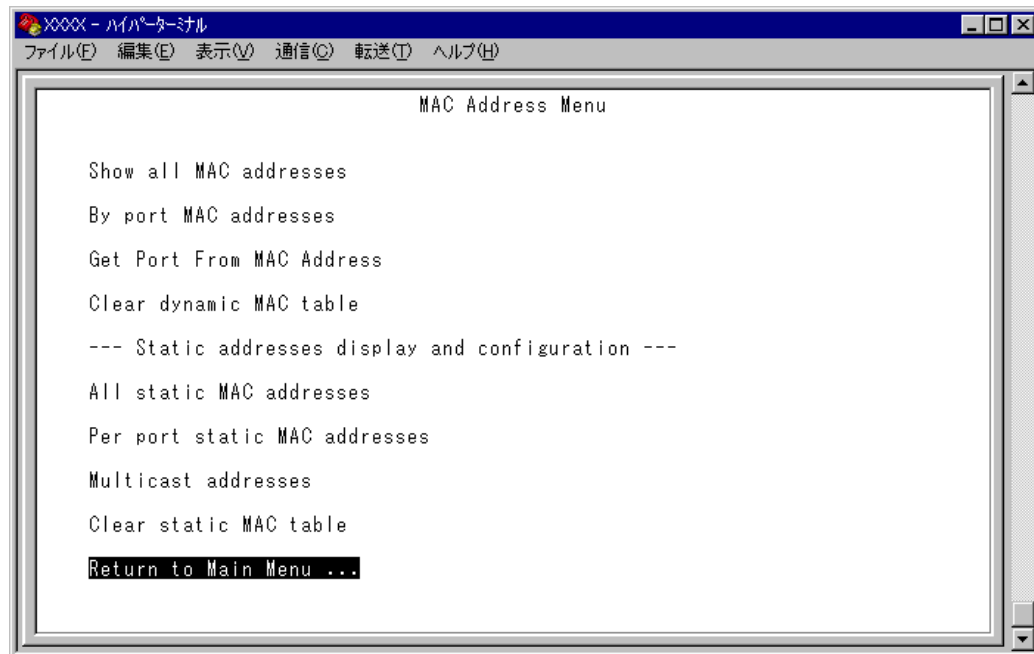 XXXX - ﾊｲﾊﾟｰﾀｰﾐﾅﾙ
ファイル(F) 編集(E) 表示(V) 通信(C) 転送(T) ヘルプ(H)
MAC Address Menu
Show all MAC addresses
By port MAC addresses
Get Port From MAC Address
Clear dynamic MAC table
--- Static addresses display and configuration ---
All static MAC addresses
Per port static MAC addresses
Multicast addresses
Clear static MAC table
Return to Main Menu ...